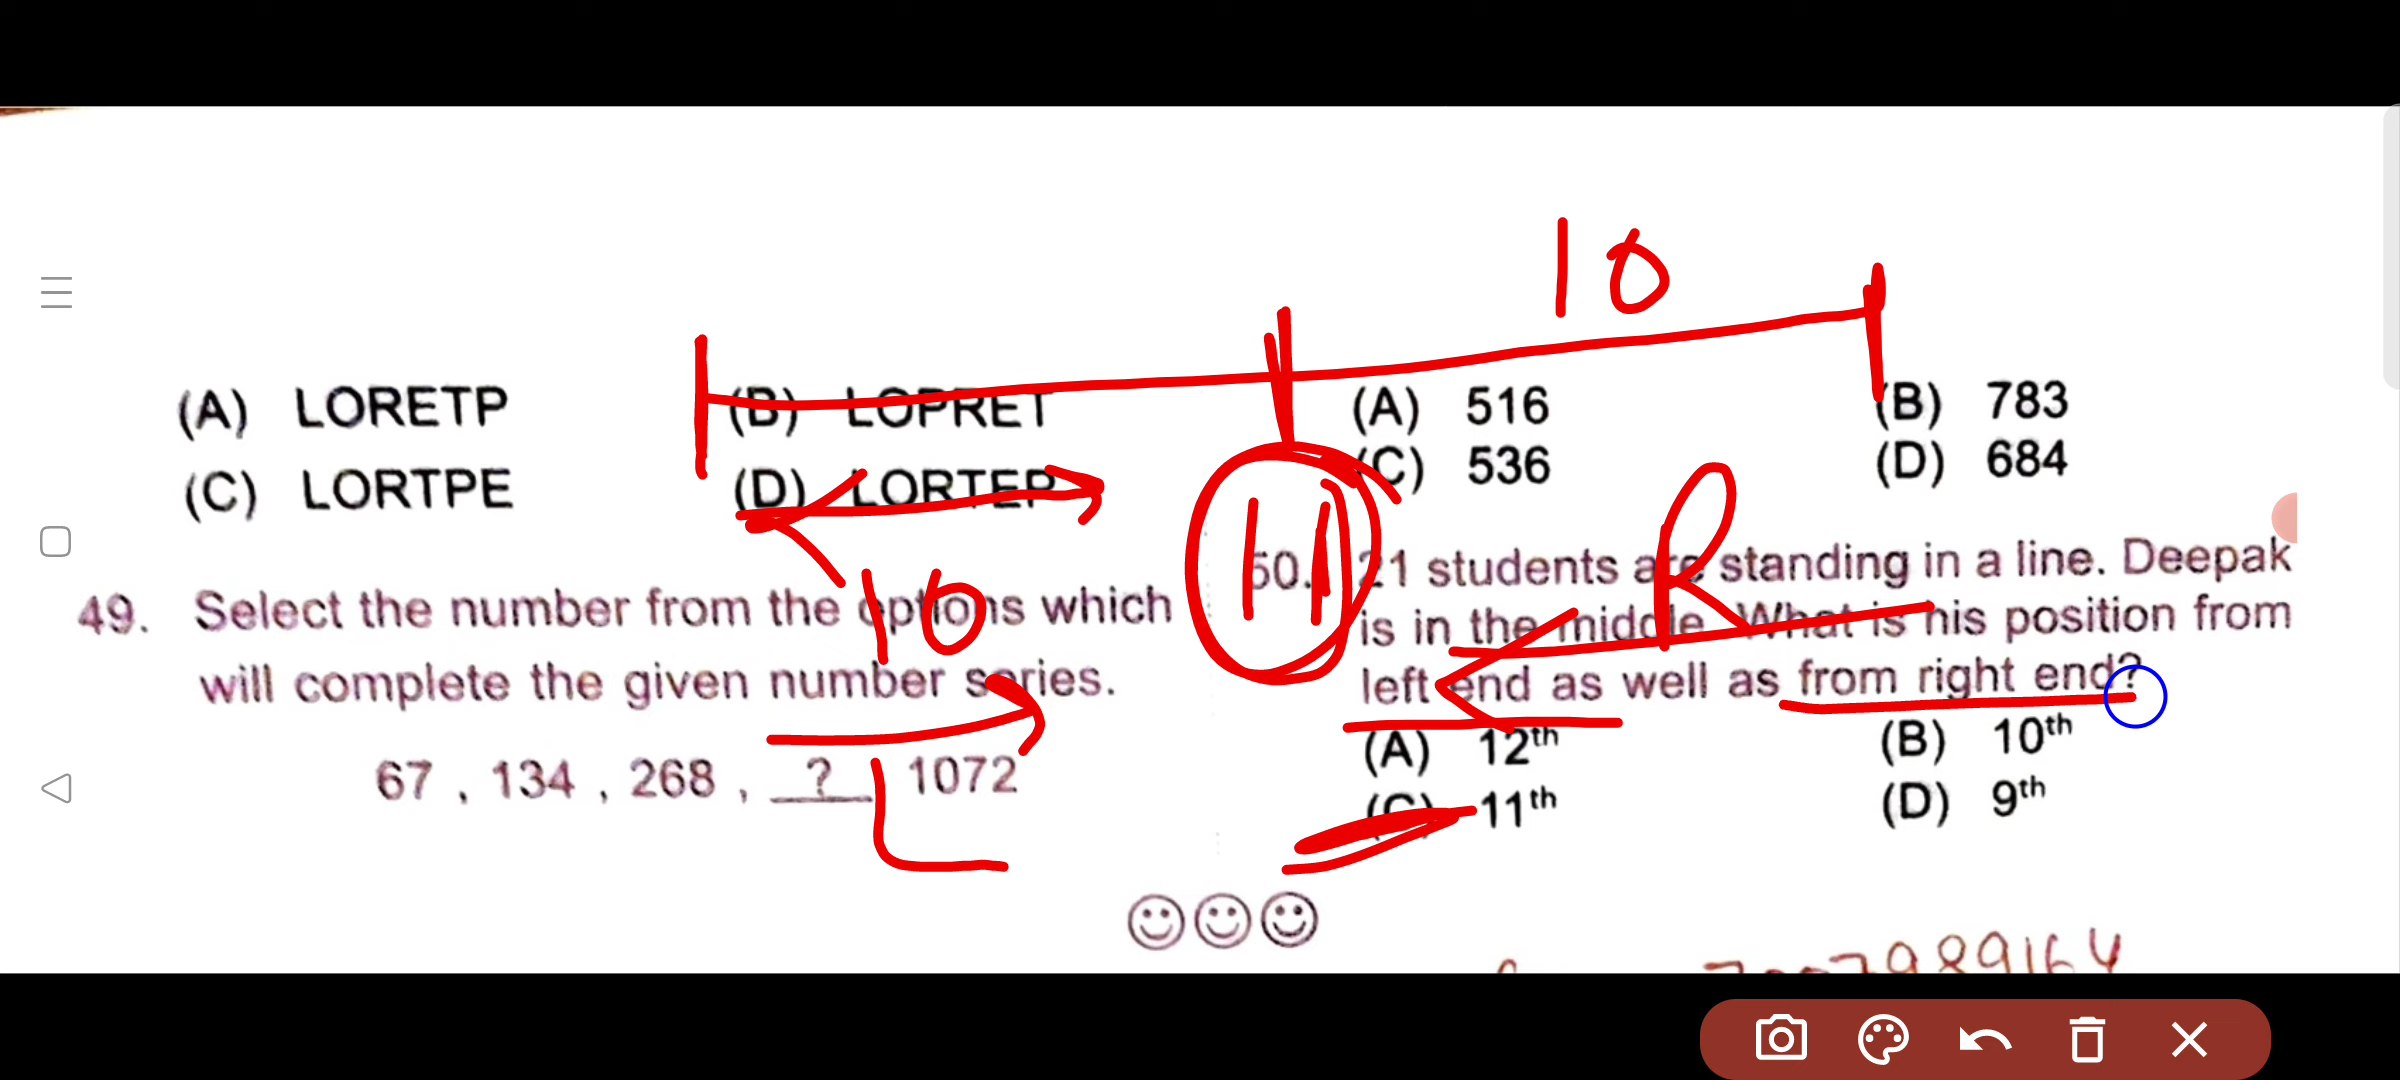 (A) LORETP (B) LOPRET
(C) LORTPE (D) LORTEP
49. Select the number from the options which
will complete the given number series.
67 , 134 , 268 , ? 1072
(A) 516 (B) 783
(C) 536 (D) 684
50. 21 students are standing in a line. Deepak
is in the middle. What is his position from
left end as well as from right end?
(A) 12th (B) 10th
(C) 11th (D) 9th
10
10
11
R
L